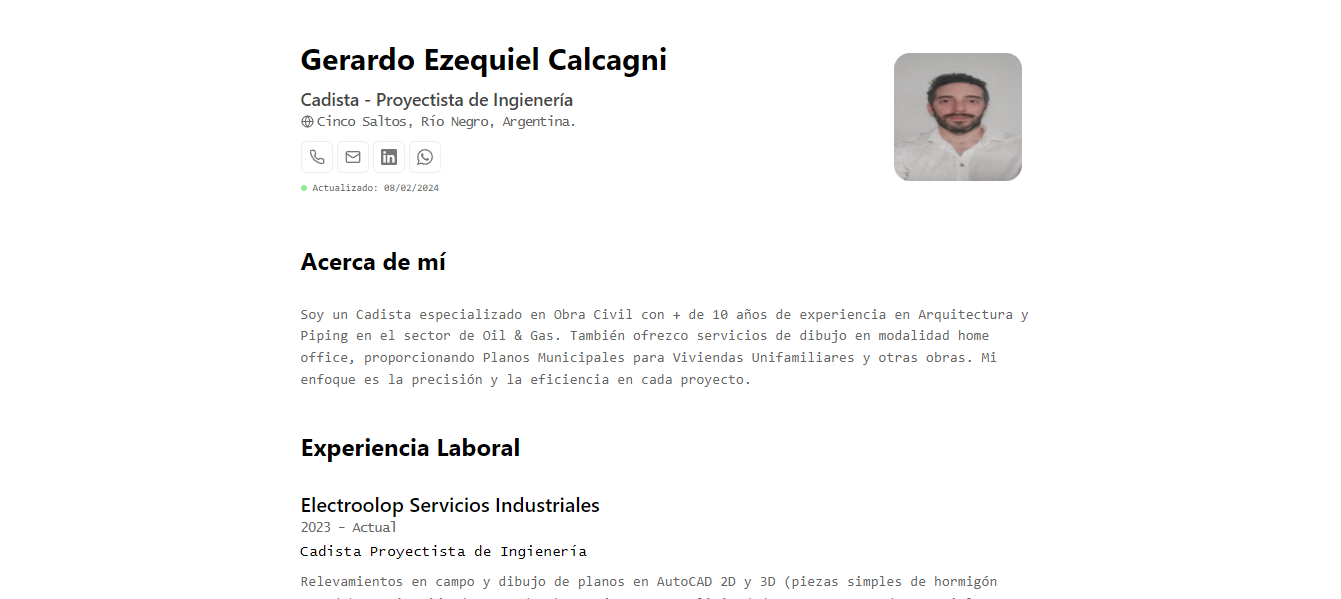 Gerardo Ezequiel Calcagni
Cadista - Proyectista de Ingienería
Cinco Saltos, Río Negro, Argentina.
in
Actualizado: 08/02/2024
Acerca de mí
Soy un Cadista especializado en Obra Civil con + de 10 años de experiencia en Arquitectura y
Piping en el sector de Oil & Gas. También ofrezco servicios de dibujo en modalidad home
office, proporcionando Planos Municipales para Viviendas Unifamiliares y otras obras. Mi
enfoque es la precisión y la eficiencia en cada proyecto.
Experiencia Laboral
Electroolop Servicios Industriales
2023 - Actual
Cadista Proyectista de Ingienería
Relevamientos en campo y dibujo de planos en AutoCAD 2D y 3D (piezas simples de hormigón